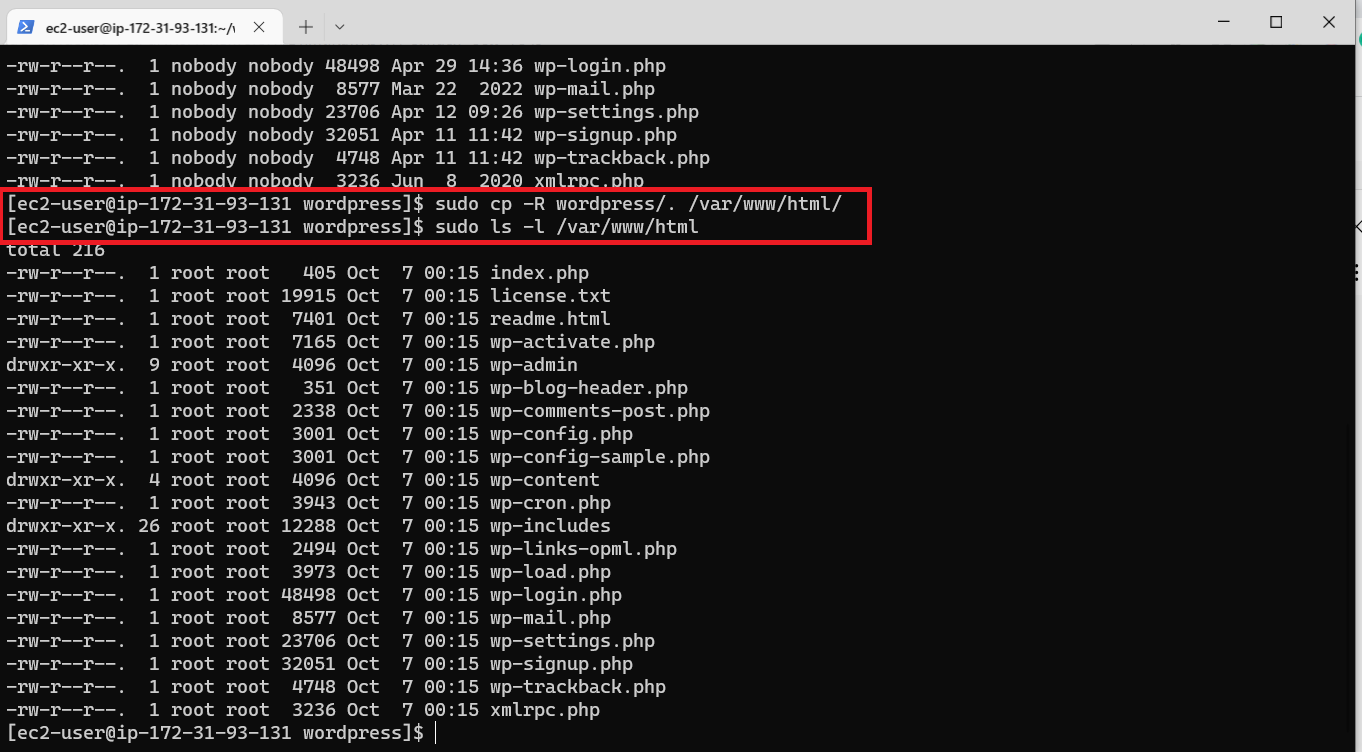 ec2-user@ip-172-31-93-131:~/w
-rw-r--r--.  1 nobody nobody 48498 Apr 29 14:36 wp-login.php
-rw-r--r--.  1 nobody nobody  8577 Mar 22  2022 wp-mail.php
-rw-r--r--.  1 nobody nobody 23706 Apr 12 09:26 wp-settings.php
-rw-r--r--.  1 nobody nobody 32051 Apr 11 11:42 wp-signup.php
-rw-r--r--.  1 nobody nobody  4748 Apr 11 11:42 wp-trackback.php
-rw-r--r--.  1 nobody nobody  3236 Jun  8  2020 xmlrpc.php
[ec2-user@ip-172-31-93-131 wordpress]$ sudo cp -R wordpress/. /var/www/html/
[ec2-user@ip-172-31-93-131 wordpress]$ sudo ls -l /var/www/html
total 216
-rw-r--r--.  1 root root   405 Oct  7 00:15 index.php
-rw-r--r--.  1 root root 19915 Oct  7 00:15 license.txt
-rw-r--r--.  1 root root  7401 Oct  7 00:15 readme.html
-rw-r--r--.  1 root root  7165 Oct  7 00:15 wp-activate.php
drwxr-xr-x.  9 root root  4096 Oct  7 00:15 wp-admin
-rw-r--r--.  1 root root   351 Oct  7 00:15 wp-blog-header.php
-rw-r--r--.  1 root root  2338 Oct  7 00:15 wp-comments-post.php
-rw-r--r--.  1 root root  3001 Oct  7 00:15 wp-config.php
-rw-r--r--.  1 root root  3001 Oct  7 00:15 wp-config-sample.php
drwxr-xr-x.  4 root root  4096 Oct  7 00:15 wp-content
-rw-r--r--.  1 root root  3943 Oct  7 00:15 wp-cron.php
drwxr-xr-x. 26 root root 12288 Oct  7 00:15 wp-includes
-rw-r--r--.  1 root root  2494 Oct  7 00:15 wp-links-opml.php
-rw-r--r--.  1 root root  3973 Oct  7 00:15 wp-load.php
-rw-r--r--.  1 root root 48498 Oct  7 00:15 wp-login.php
-rw-r--r--.  1 root root  8577 Oct  7 00:15 wp-mail.php
-rw-r--r--.  1 root root 23706 Oct  7 00:15 wp-settings.php
-rw-r--r--.  1 root root 32051 Oct  7 00:15 wp-signup.php
-rw-r--r--.  1 root root  4748 Oct  7 00:15 wp-trackback.php
-rw-r--r--.  1 root root  3236 Oct  7 00:15 xmlrpc.php
[ec2-user@ip-172-31-93-131 wordpress]$